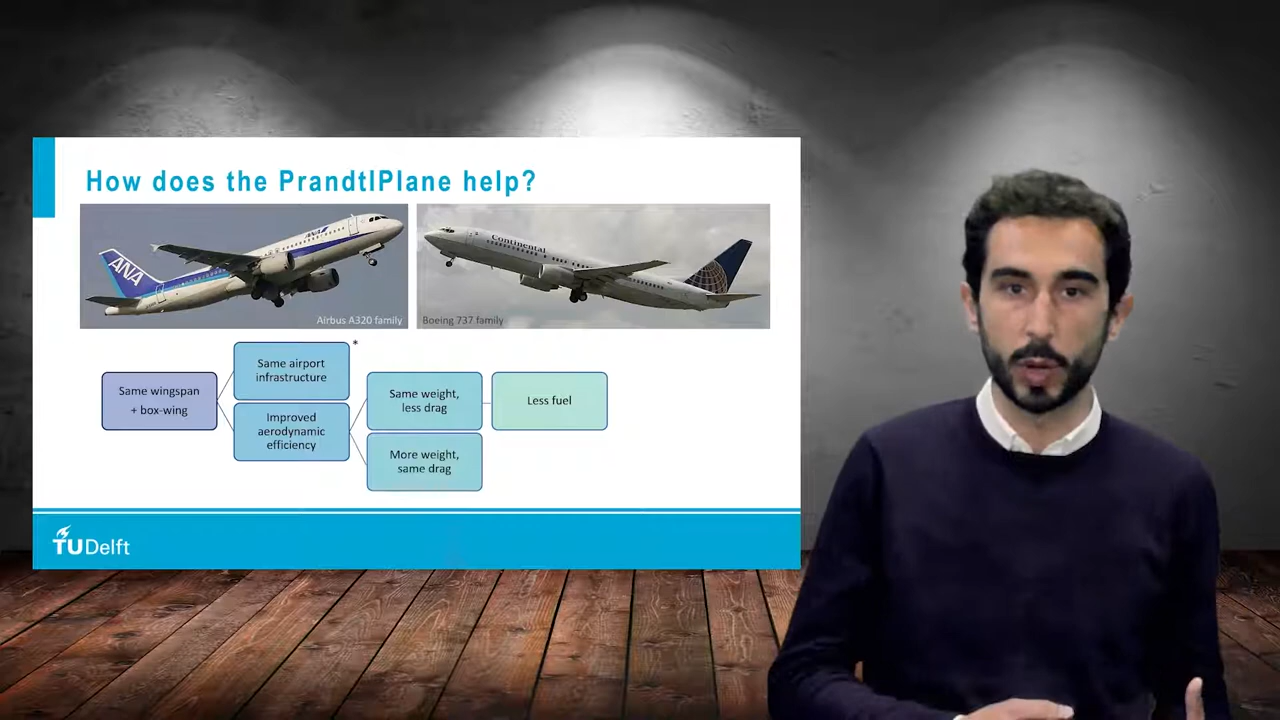 How does the PrandtlPlane help?
ANA
ANA
Continental
Airbus A320 family
Boeing 737 family
Same wingspan
+ box-wing
Same airport
infrastructure
*
Improved
aerodynamic
efficiency
Same weight,
less drag
More weight,
same drag
Less fuel
TUDelft